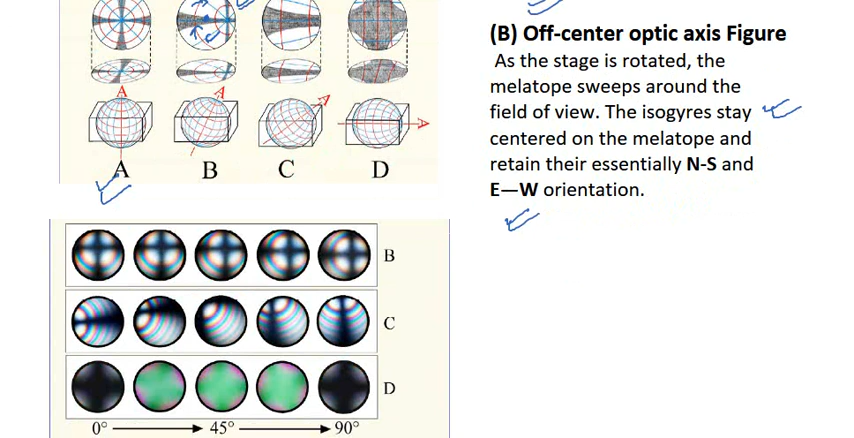 (B) Off-center optic axis Figure
As the stage is rotated, the
melatope sweeps around the
field of view. The isogyres stay
centered on the melatope and
retain their essentially N-S and
E—W orientation.
A A A A
A B C D
B
C
D
0° 45° 90°